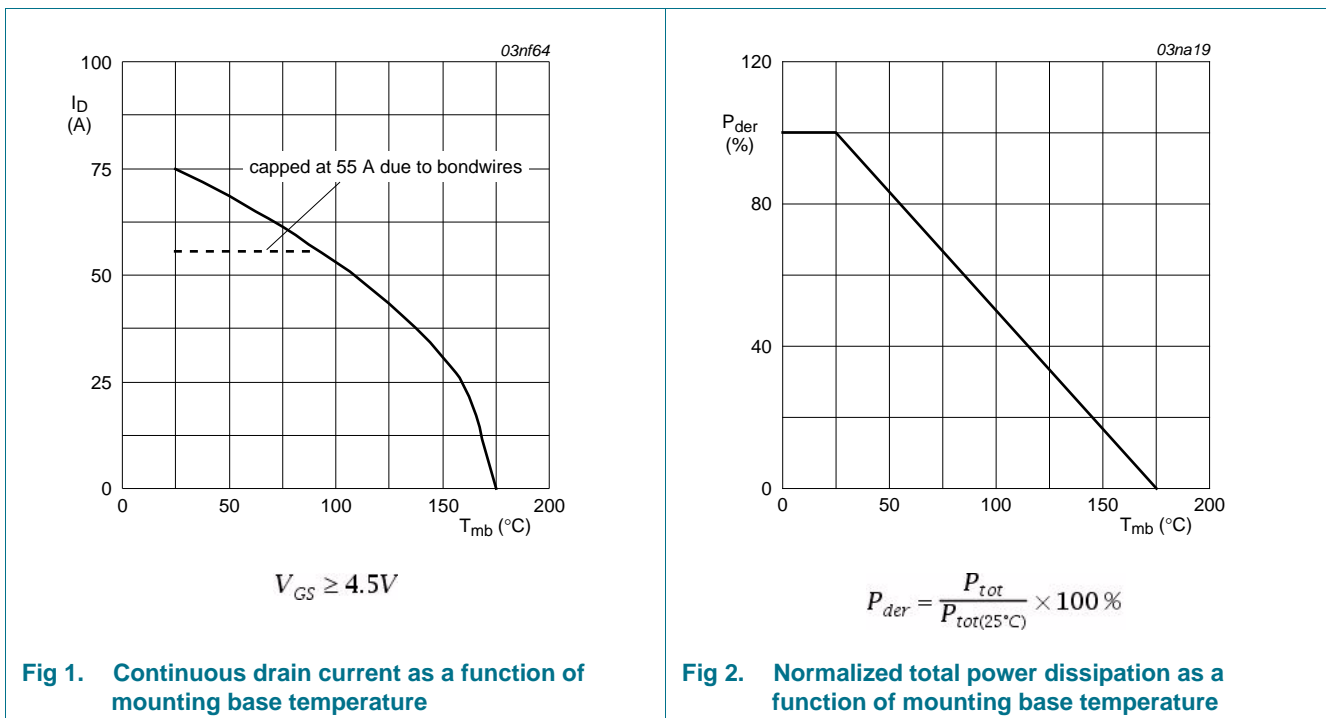 03nf64
100
75
50
25
0
I_D
(A)
capped at 55 A due to bondwires
0 50 100 150 200
T_mb (°C)
V_GS ≥ 4.5V
Fig 1. Continuous drain current as a function of
mounting base temperature
03na19
120
80
40
0
P_der
(%)
0 50 100 150 200
T_mb (°C)
P_der = P_tot / P_tot(25°C) × 100 %
Fig 2. Normalized total power dissipation as a
function of mounting base temperature